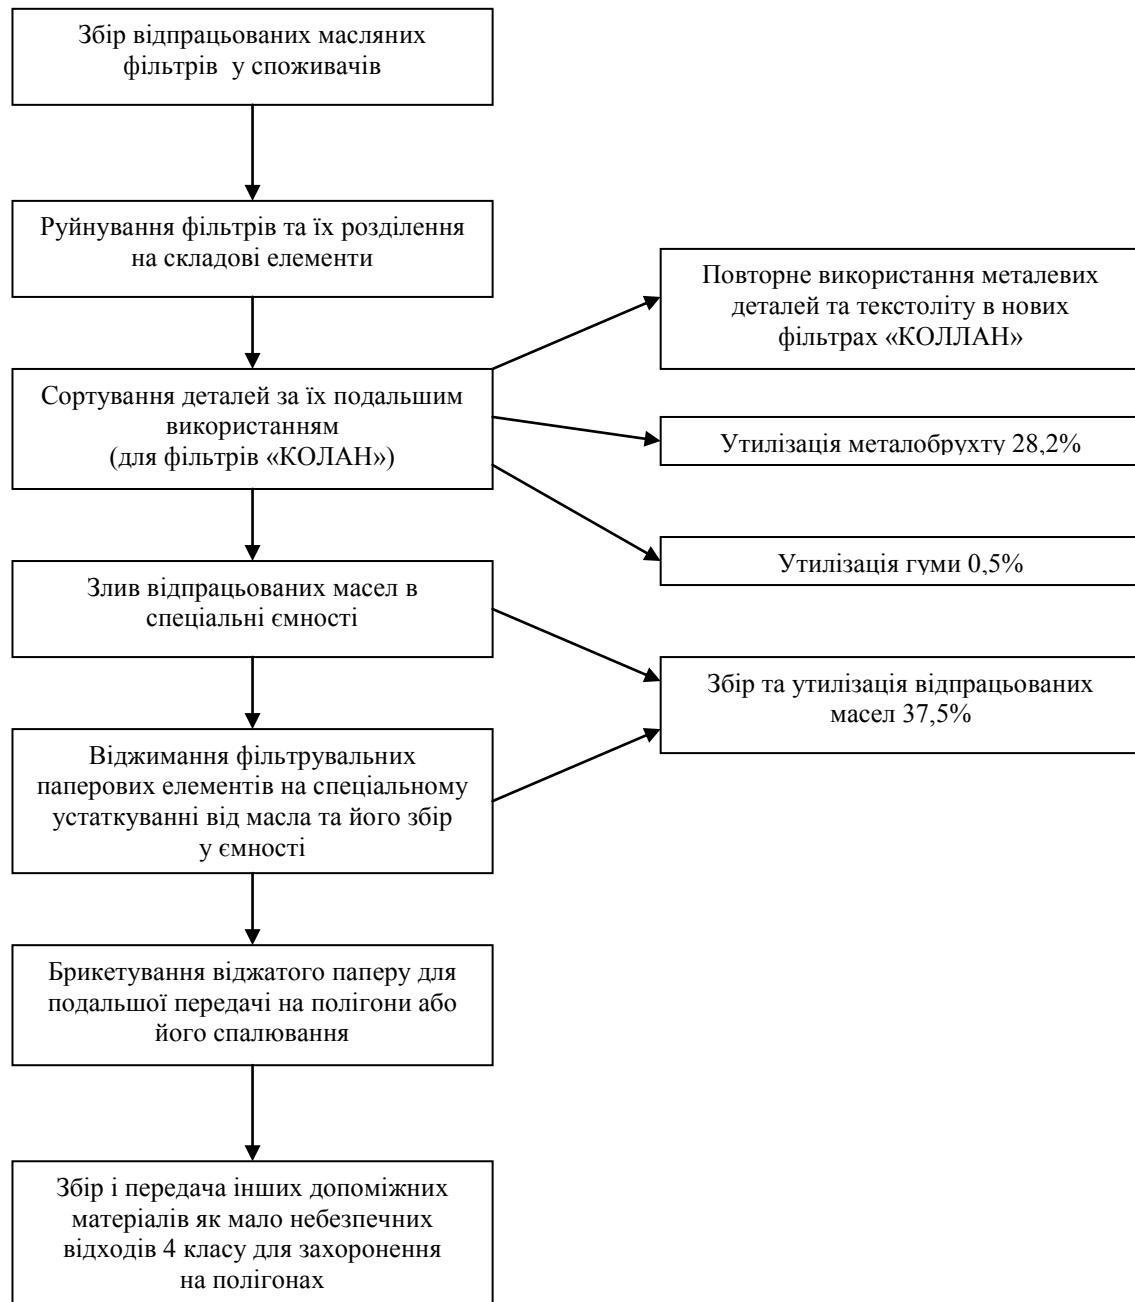 Збір відпрацьованих масляних
фільтрів у споживачів
Руйнування фільтрів та їх розділення
на складові елементи
Повторне використання металевих
деталей та текстоліту в нових
фільтрах «КОЛЛАН»
Сортування деталей за їх подальшим
використанням
(для фільтрів «КОЛАН»)
Утилізація металобрухту 28,2%
Утилізація гуми 0,5%
Злив відпрацьованих масел в
спеціальні ємності
Збір та утилізація відпрацьованих
масел 37,5%
Віджимання фільтрувальних
паперових елементів на спеціальному
устаткуванні від масла та його збір
у ємності
Брикетування віджатого паперу для
подальшої передачі на полігони або
його спалювання
Збір і передача інших допоміжних
матеріалів як мало небезпечних
відходів 4 класу для захоронення
на полігонах